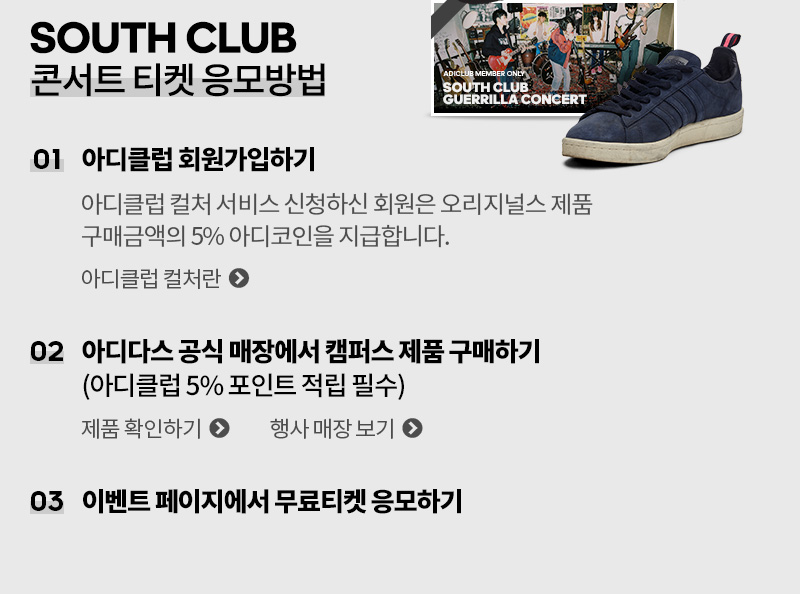 SOUTH CLUB
콘서트 티켓 응모방법
ADICLUB MEMBER ONLY
SOUTH CLUB
GUERRILLA CONCERT
01 아디클럽 회원가입하기
아디클럽 컬처 서비스 신청하신 회원은 오리지널스 제품
구매금액의 5% 아디코인을 지급합니다.
아디클럽 컬처란
02 아디다스 공식 매장에서 캠퍼스 제품 구매하기
(아디클럽 5% 포인트 적립 필수)
제품 확인하기 행사 매장 보기
03 이벤트 페이지에서 무료티켓 응모하기